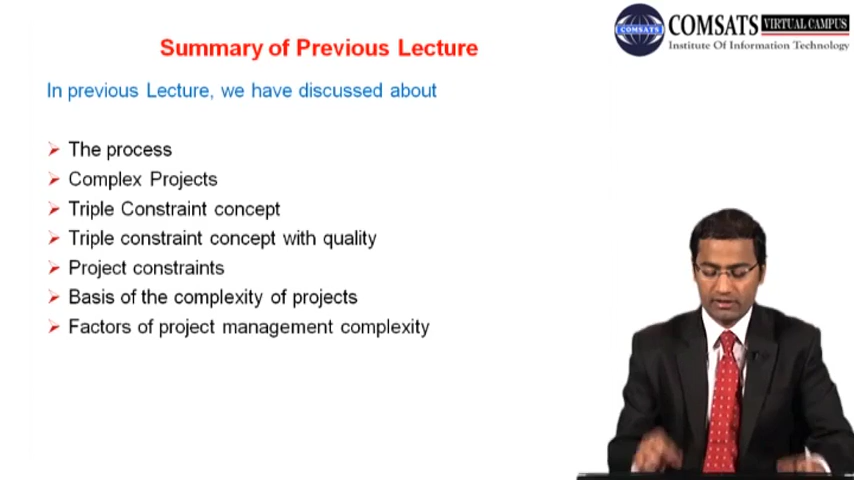 Summary of Previous Lecture
COMSATS VIRTUAL CAMPUS
Institute Of Information Technology
COMSATS
In previous Lecture, we have discussed about
The process
Complex Projects
Triple Constraint concept
Triple constraint concept with quality
Project constraints
Basis of the complexity of projects
Factors of project management complexity